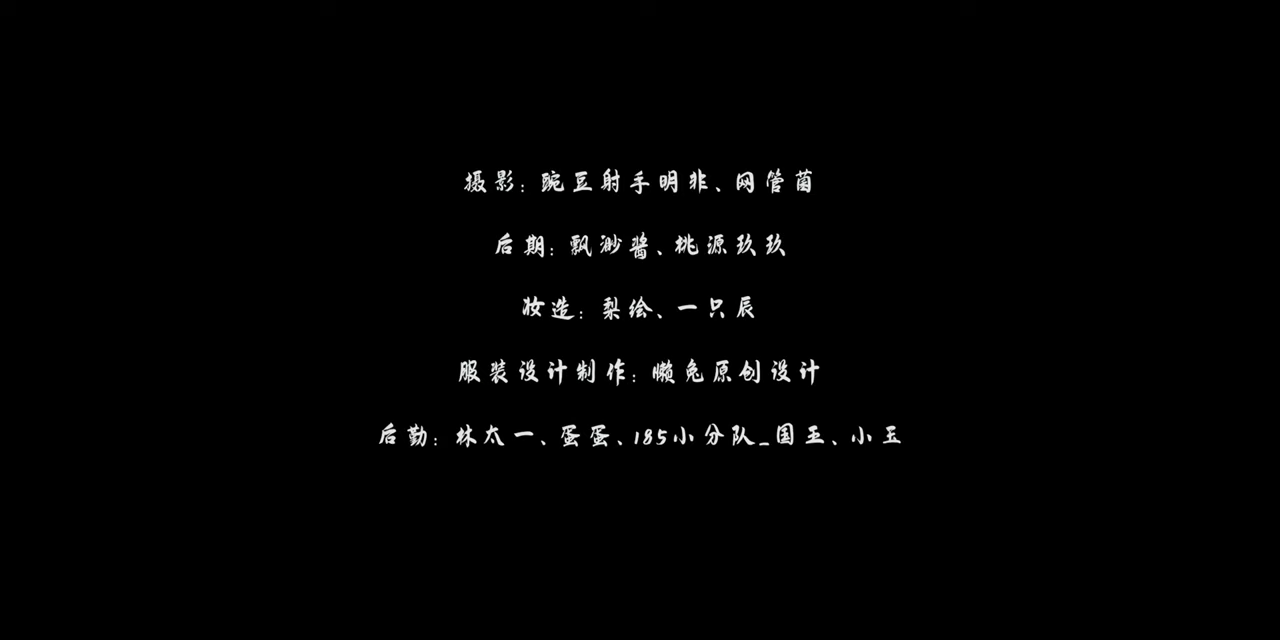 摄影：豌豆射手明非、网管菌
后期：飘渺酱、桃源玖玖
妆造：梨绘、一只辰
服装设计制作：懒兔原创设计
后勤：林太一、蛋蛋、185小分队_国王、小玉